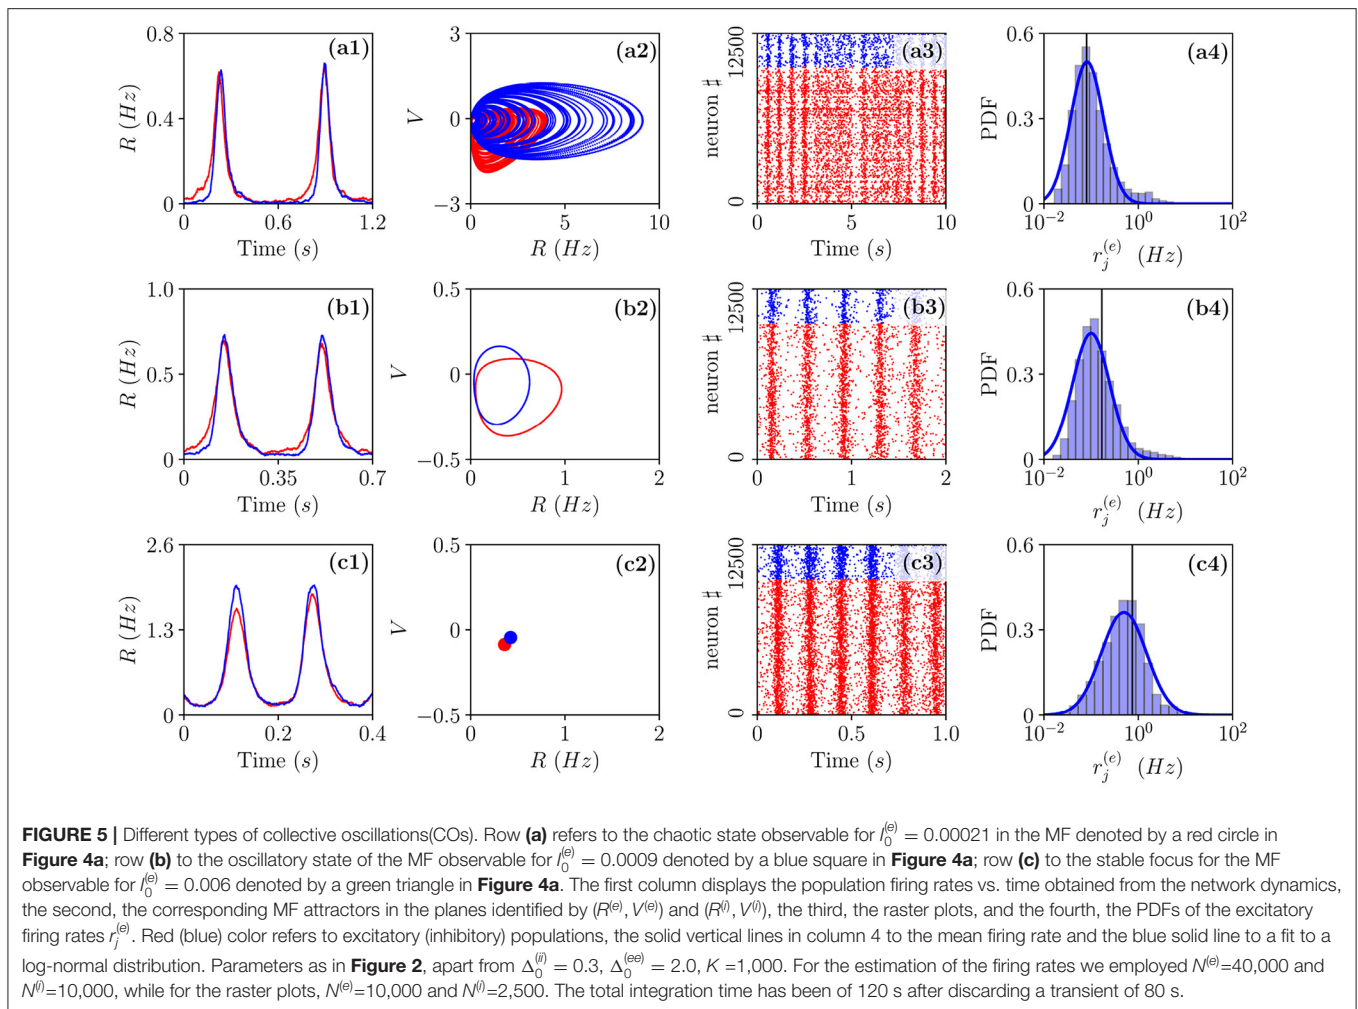 (a1)
R (Hz)
0.8
0.4
0
0 0.6 1.2
Time (s)
(a2)
V
3
0
−3
0 5 10
R (Hz)
(a3)
neuron ♯
12500
0
0 5 10
Time (s)
(a4)
PDF
0.6
0.3
0
10⁻² 10⁰ 10²
r_j^(e) (Hz)
(b1)
R (Hz)
1.0
0.5
0
0 0.35 0.7
Time (s)
(b2)
V
0.5
0
−0.5
0 1 2
R (Hz)
(b3)
neuron ♯
12500
0
0 1 2
Time (s)
(b4)
PDF
0.6
0.3
0
10⁻² 10⁰ 10²
r_j^(e) (Hz)
(c1)
R (Hz)
2.6
1.3
0
0 0.2 0.4
Time (s)
(c2)
V
0.5
0
−0.5
0 1 2
R (Hz)
(c3)
neuron ♯
12500
0
0 0.5 1.0
Time (s)
(c4)
PDF
0.6
0.3
0
10⁻² 10⁰ 10²
r_j^(e) (Hz)
FIGURE 5 | Different types of collective oscillations(COs). Row (a) refers to the chaotic state observable for I_0^(e) = 0.00021 in the MF denoted by a red circle in
Figure 4a; row (b) to the oscillatory state of the MF observable for I_0^(e) = 0.0009 denoted by a blue square in Figure 4a; row (c) to the stable focus for the MF
observable for I_0^(e) = 0.006 denoted by a green triangle in Figure 4a. The first column displays the population firing rates vs. time obtained from the network dynamics,
the second, the corresponding MF attractors in the planes identified by (R^(e), V^(e)) and (R^(i), V^(i)), the third, the raster plots, and the fourth, the PDFs of the excitatory
firing rates r_j^(e). Red (blue) color refers to excitatory (inhibitory) populations, the solid vertical lines in column 4 to the mean firing rate and the blue solid line to a fit to a
log-normal distribution. Parameters as in Figure 2, apart from Δ_0^(ii) = 0.3, Δ_0^(ee) = 2.0, K =1,000. For the estimation of the firing rates we employed N^(e)=40,000 and
N^(i)=10,000, while for the raster plots, N^(e)=10,000 and N^(i)=2,500. The total integration time has been of 120 s after discarding a transient of 80 s.